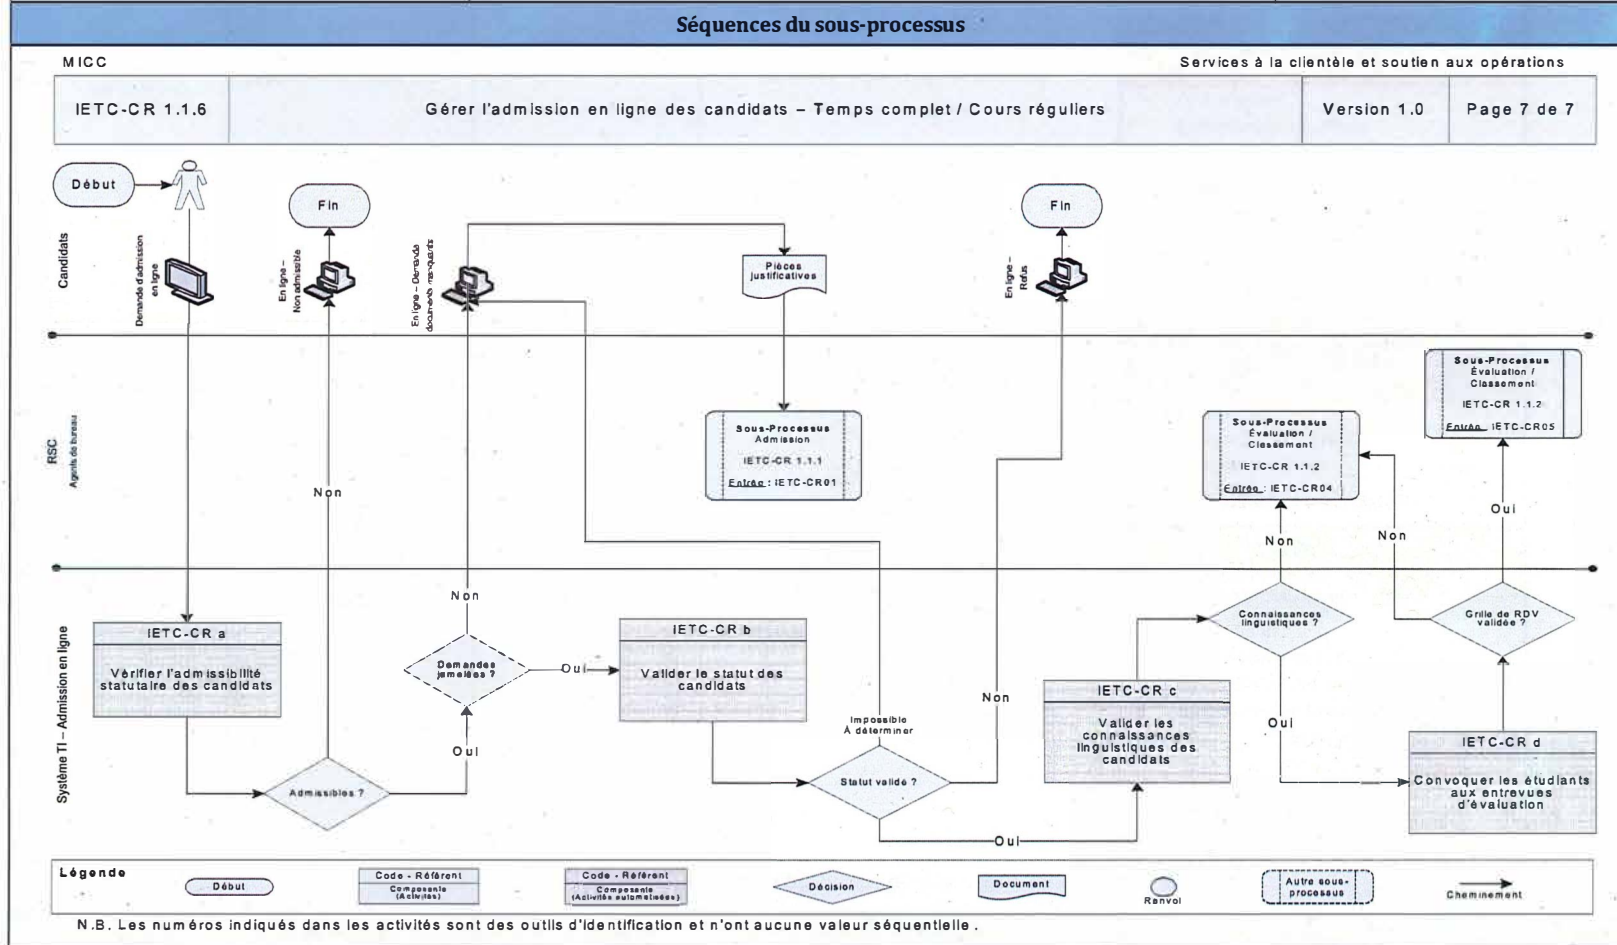 Séquences du sous-processus
MICC
Services à la clientèle et soutien aux opérations
IETC-CR 1.1.6
Gérer l'admission en ligne des candidats – Temps complet / Cours réguliers
Version 1.0
Page 7 de 7
Candidats
Début
Demande d'admission
en ligne
Fin
En ligne –
Non admissible
En ligne – Demande
documents manquants
Pièces
justificatives
Fin
En ligne –
Refus
RSC
Agents de bureau
Non
Sous-Processus
Admission
IETC-CR 1.1.1
Entrée : IETC-CR01
Sous-Processus
Évaluation /
Classement
IETC-CR 1.1.2
Entrée : IETC-CR04
Sous-Processus
Évaluation /
Classement
IETC-CR 1.1.2
Entrée : IETC-CR05
Non
Non
Oui
Système TI – Admission en ligne
IETC-CR a
Vérifier l'admissibilité
statutaire des candidats
Admissibles ?
Oui
Non
Demandes
jumelées ?
Oui
IETC-CR b
Valider le statut des
candidats
Impossible
À déterminer
Statut validé ?
Non
Oui
IETC-CR c
Valider les
connaissances
linguistiques des
candidats
Connaissances
linguistiques ?
Oui
Grille de RDV
validée ?
IETC-CR d
Convoquer les étudiants
aux entrevues
d'évaluation
Légende
Début
Code - Référent
Composante
(Activités)
Code - Référent
Composante
(Activités automatisées)
Décision
Document
Renvoi
Autre sous-
processus
Cheminement
N.B. Les numéros indiqués dans les activités sont des outils d'identification et n'ont aucune valeur séquentielle .